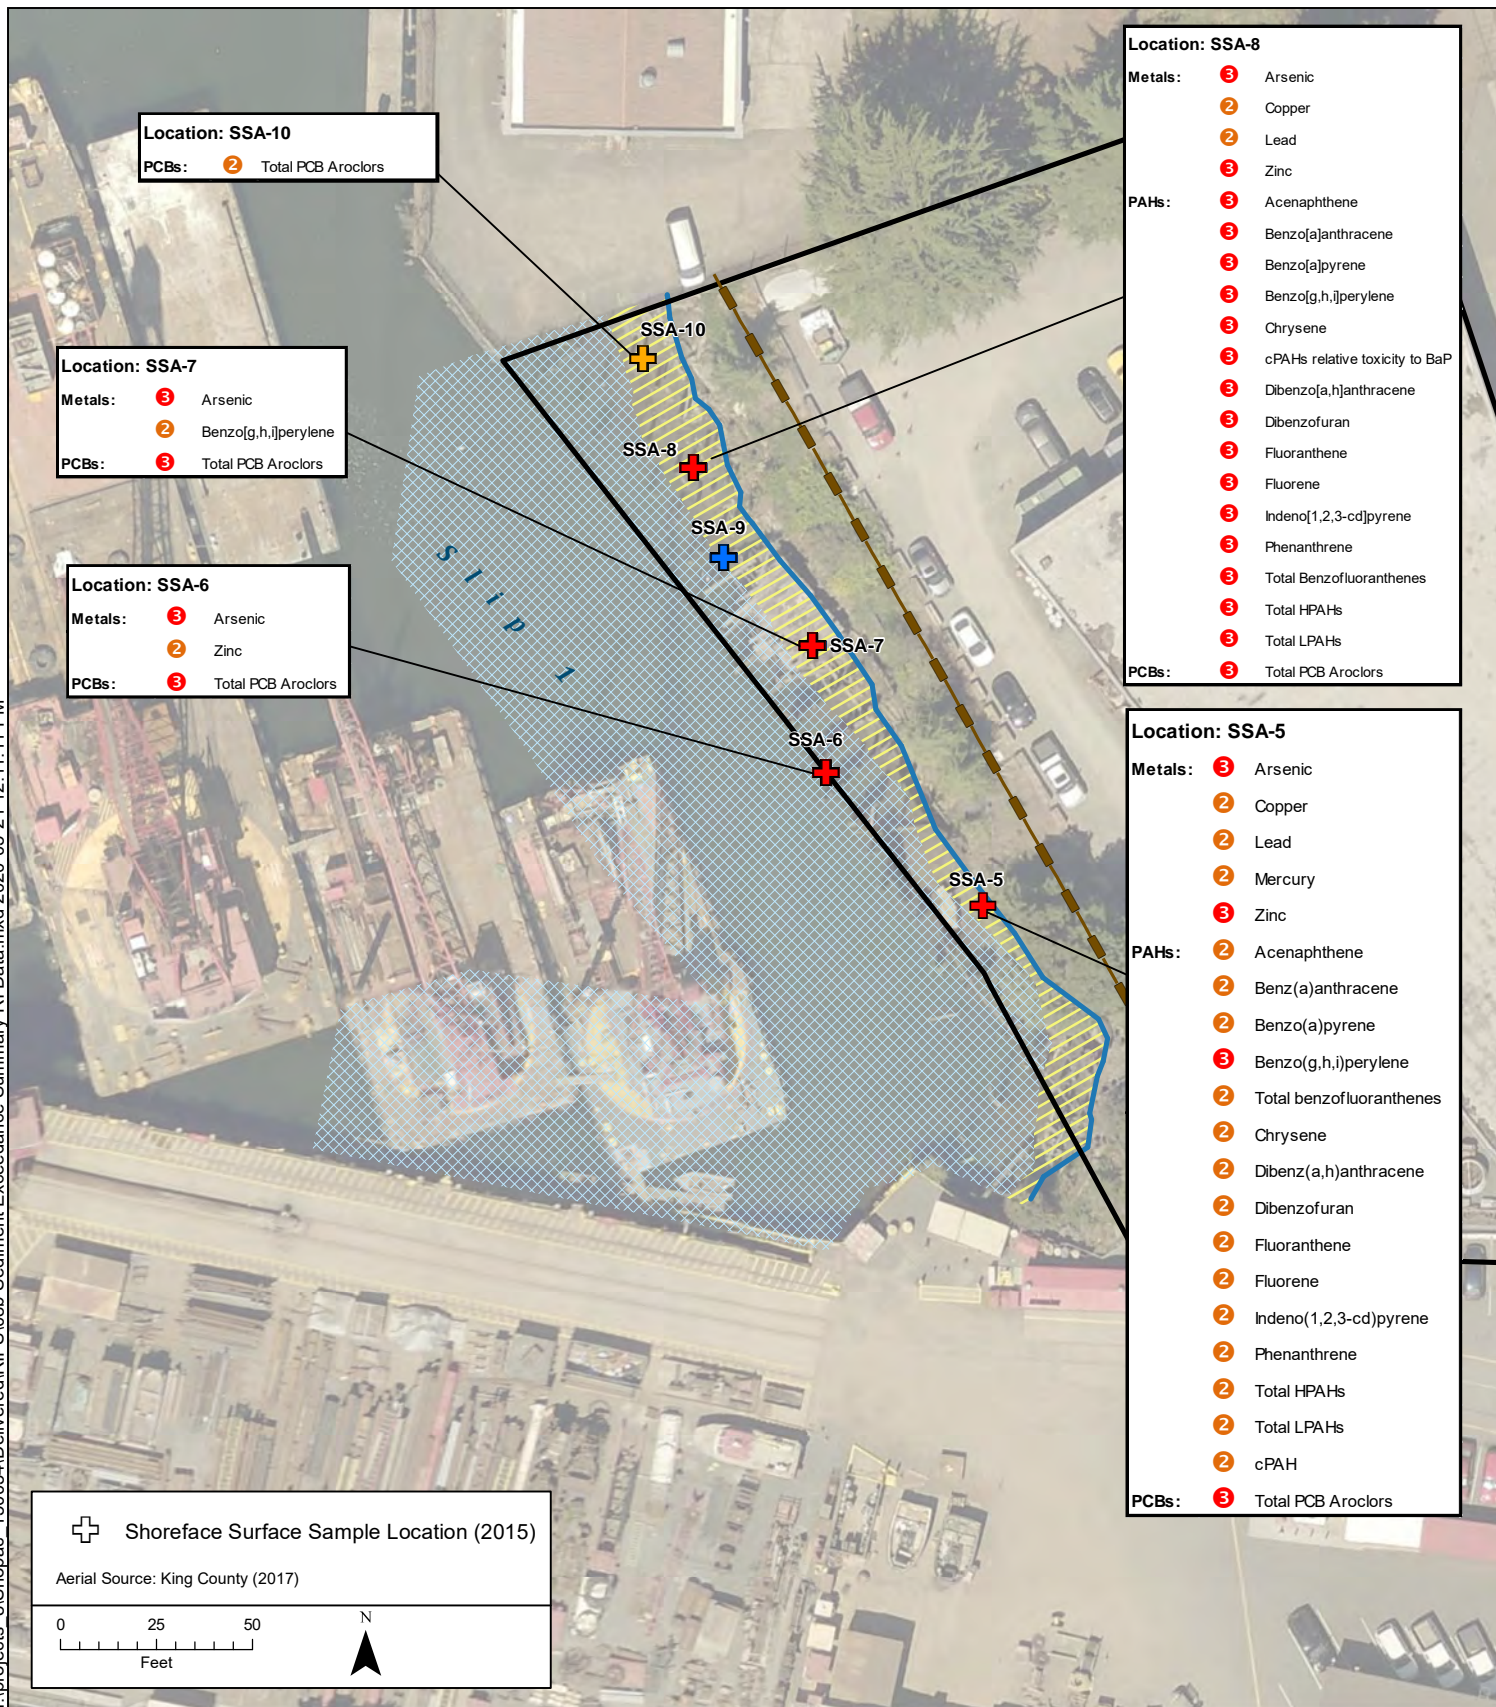 Location: SSA-10
PCBs: 2 Total PCB Aroclors
Location: SSA-7
Metals: 3 Arsenic
2 Benzo[g,h,i]perylene
PCBs: 3 Total PCB Aroclors
Location: SSA-6
Metals: 3 Arsenic
2 Zinc
PCBs: 3 Total PCB Aroclors
Location: SSA-8
Metals: 3 Arsenic
2 Copper
2 Lead
3 Zinc
PAHs: 3 Acenaphthene
3 Benzo[a]anthracene
3 Benzo[a]pyrene
3 Benzo[g,h,i]perylene
3 Chrysene
3 cPAHs relative toxicity to BaP
3 Dibenzo[a,h]anthracene
3 Dibenzofuran
3 Fluoranthene
3 Fluorene
3 Indeno[1,2,3-cd]pyrene
3 Phenanthrene
3 Total Benzofluoranthenes
3 Total HPAHs
3 Total LPAHs
PCBs: 3 Total PCB Aroclors
Location: SSA-5
Metals: 3 Arsenic
2 Copper
2 Lead
2 Mercury
3 Zinc
PAHs: 2 Acenaphthene
2 Benz(a)anthracene
2 Benzo(a)pyrene
3 Benzo(g,h,i)perylene
2 Total benzofluoranthenes
2 Chrysene
2 Dibenz(a,h)anthracene
2 Dibenzofuran
2 Fluoranthene
2 Fluorene
2 Indeno(1,2,3-cd)pyrene
2 Phenanthrene
2 Total HPAHs
2 Total LPAHs
2 cPAH
PCBs: 3 Total PCB Aroclors
SSA-10
SSA-8
SSA-9
SSA-7
SSA-6
SSA-5
Slip 1
Shoreface Surface Sample Location (2015)
Aerial Source: King County (2017)
0 25 50
Feet
N